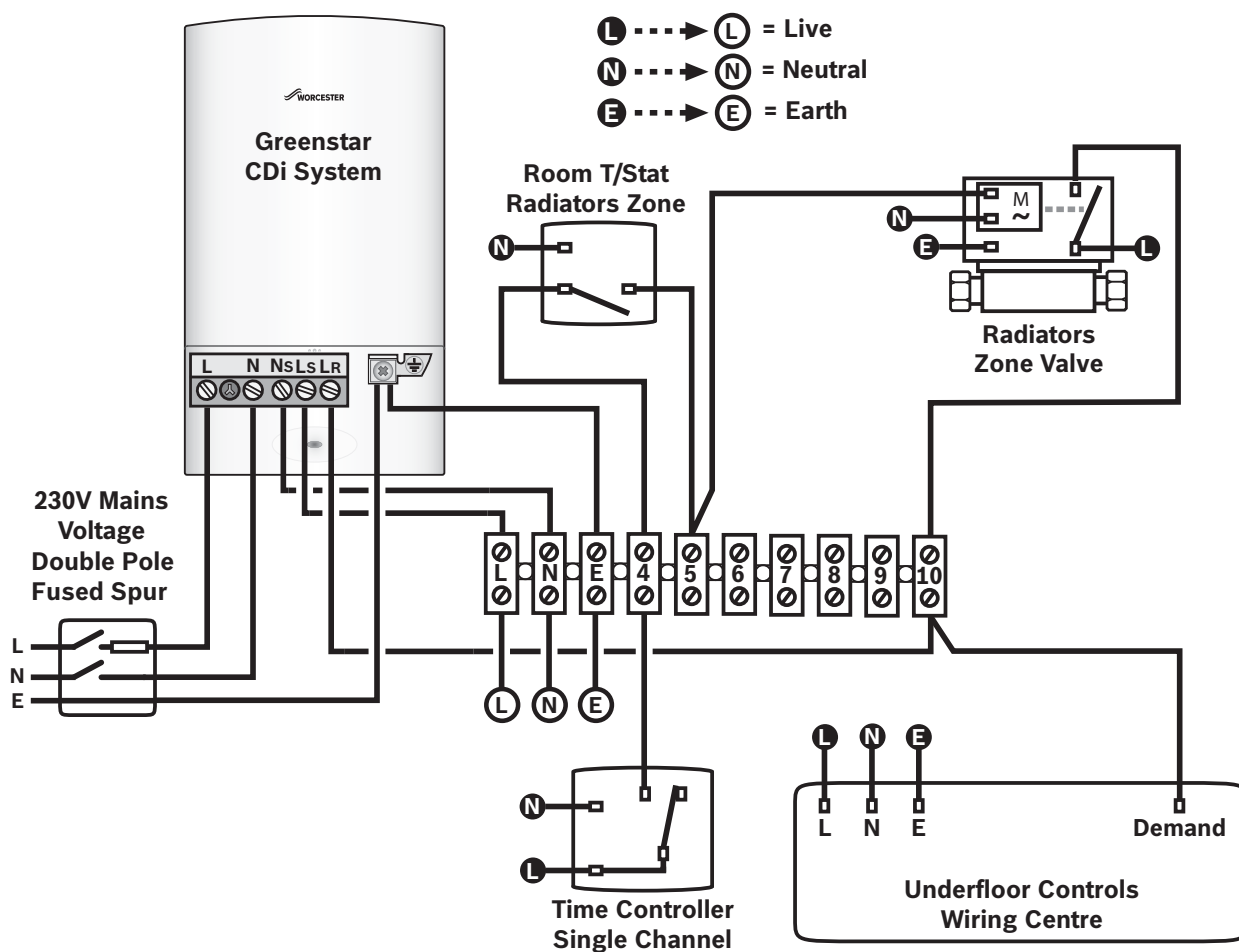 L → L = Live
N → N = Neutral
E → E = Earth
WORCESTER
Greenstar
CDi System
L N Ns Ls LR
Room T/Stat
Radiators Zone
N
M
~
N
E
L
Radiators
Zone Valve
230V Mains
Voltage
Double Pole
Fused Spur
L
N
E
L N E 4 5 6 7 8 9 10
L N E
N
L
Time Controller
Single Channel
L N E
L N E Demand
Underfloor Controls
Wiring Centre